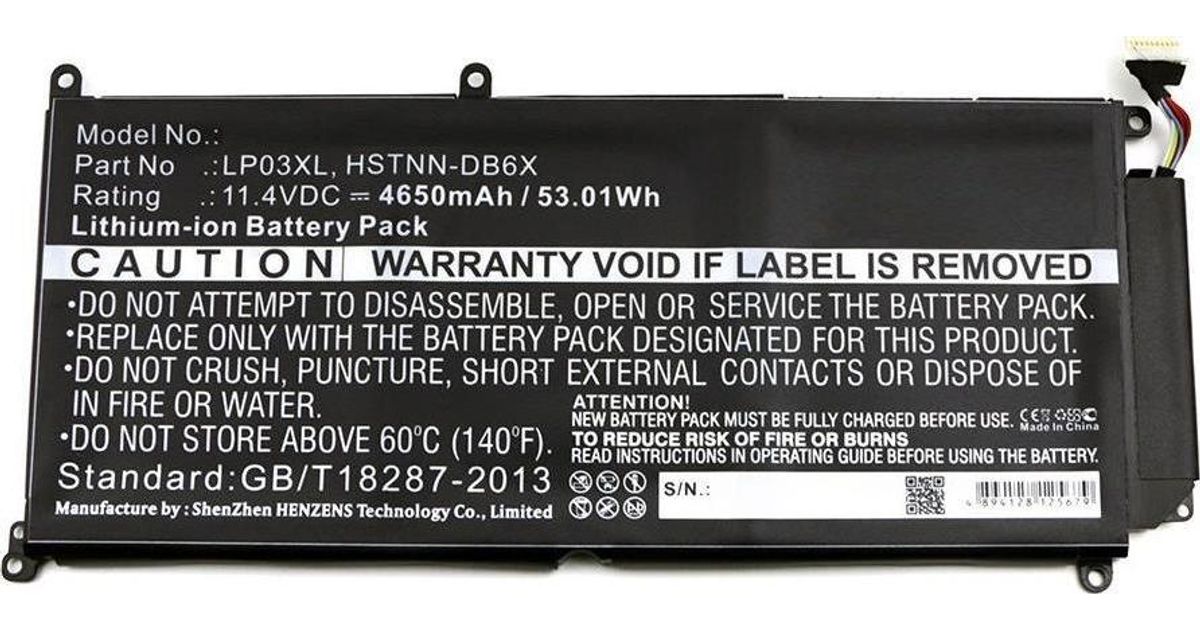 Model No.:
Part No .:LP03XL, HSTNN-DB6X
Rating .:11.4VDC ⎓ 4650mAh / 53.01Wh
Lithium-ion Battery Pack
CAUTION WARRANTY VOID IF LABEL IS REMOVED
•DO NOT ATTEMPT TO DISASSEMBLE, OPEN OR SERVICE THE BATTERY PACK.
•REPLACE ONLY WITH THE BATTERY PACK DESIGNATED FOR THIS PRODUCT.
•DO NOT CRUSH, PUNCTURE, SHORT EXTERNAL CONTACTS OR DISPOSE OF
IN FIRE OR WATER.
•DO NOT STORE ABOVE 60°C (140°F).
ATTENTION!
NEW BATTERY PACK MUST BE FULLY CHARGED BEFORE USE.
CE
Made In China
TO REDUCE RISK OF FIRE OR BURNS
READ INSTRUCTIONS IN OPERATING GUIDE BEFORE USING THE BATTERY.
Standard:GB/T18287-2013
Manufacture by : ShenZhen HENZENS Technology Co., Limited
S/N.:
4 894128 125679